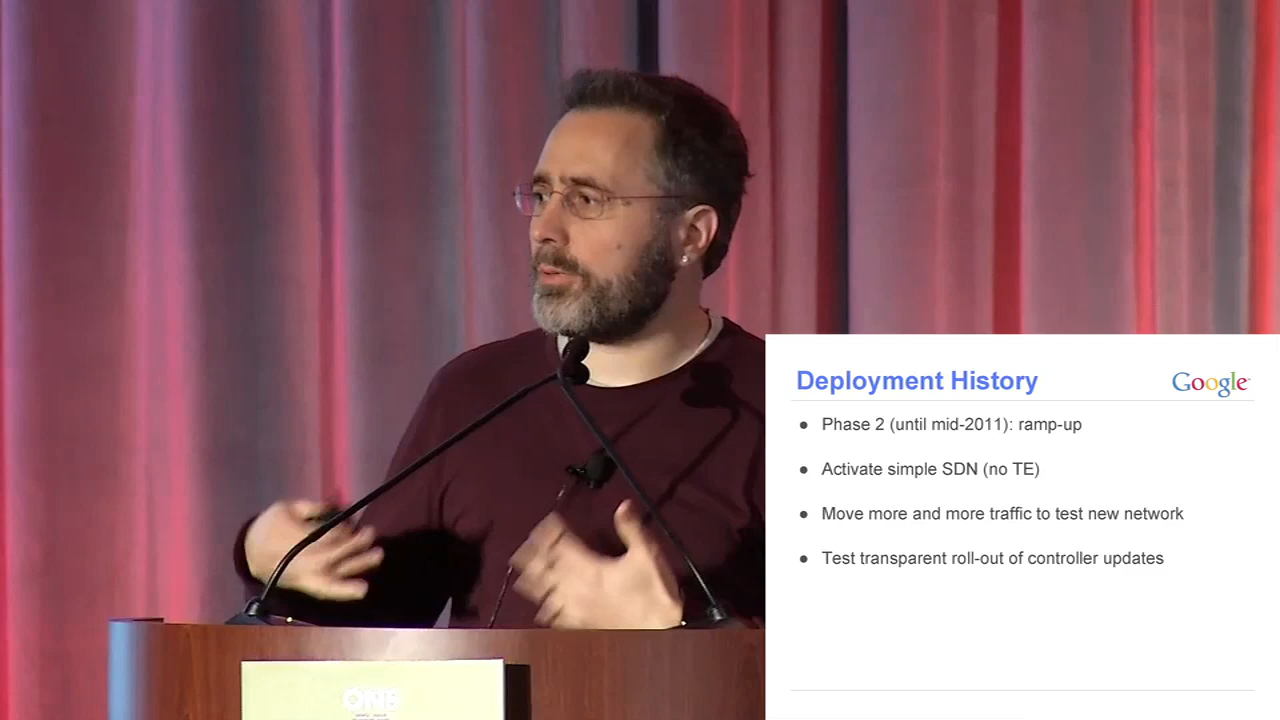 Deployment History
Google
● Phase 2 (until mid-2011): ramp-up
● Activate simple SDN (no TE)
● Move more and more traffic to test new network
● Test transparent roll-out of controller updates